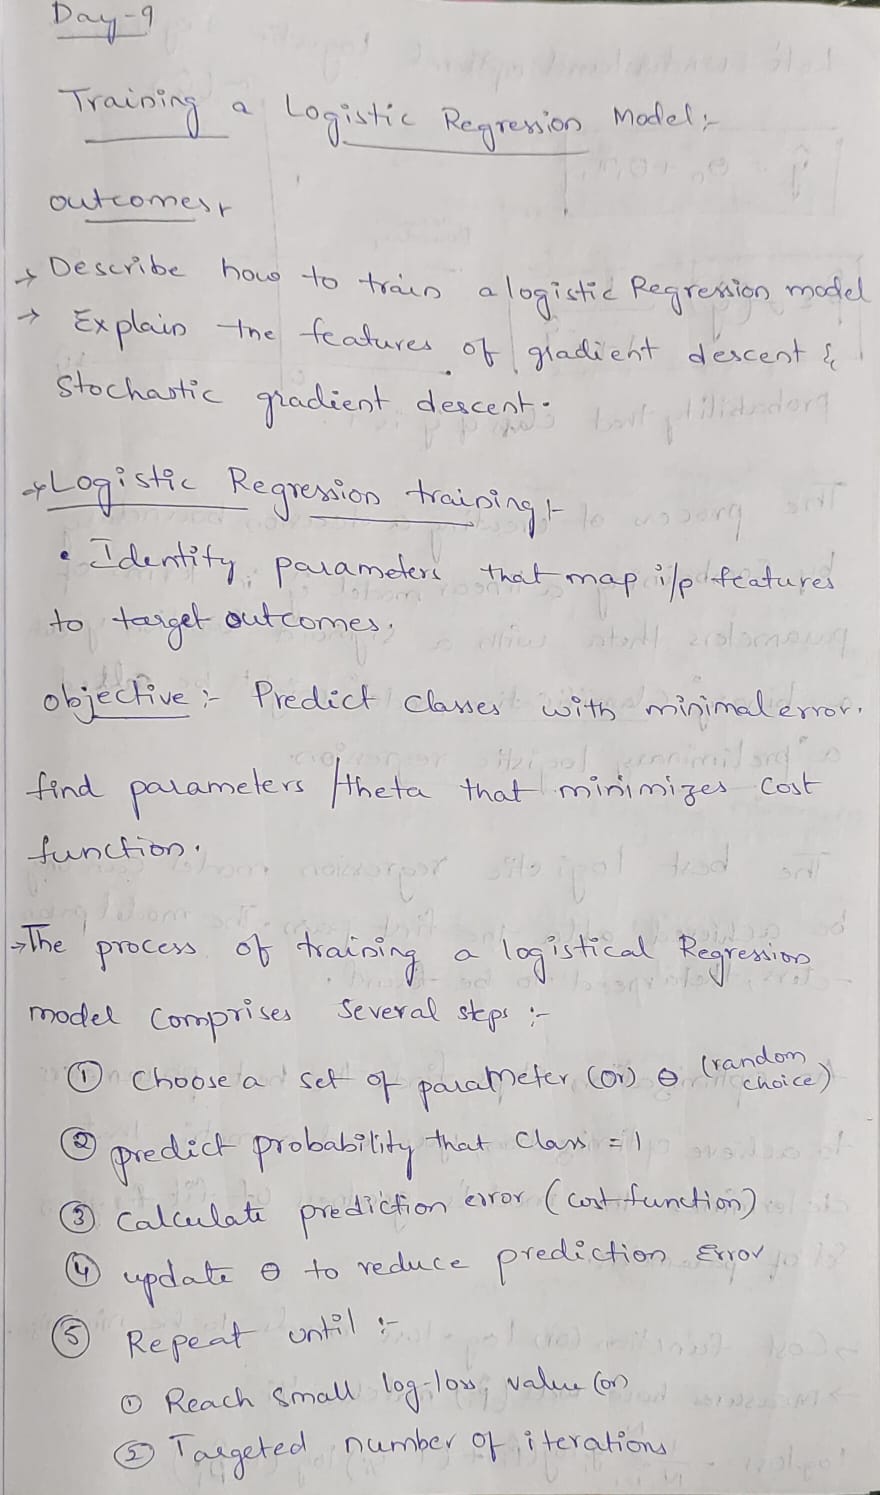 Day-9
Training a Logistic Regression Model:-
outcomes:-
→ Describe how to train a logistic Regression model
→ Explain the features of gradient descent &
stochastic gradient descent.
→ Logistic Regression training:-
• Identify parameters that map i/p features
to target outcomes.
objective :- Predict classes with minimal error.
find parameters /theta that minimizes cost
function.
→ The process of training a logistical Regression
model comprises several steps :-
① Choose a set of parameter (or) θ (random choice)
② predict probability that class = 1
③ calculate prediction error (cost function)
④ update θ to reduce prediction Error
⑤ Repeat until :-
① Reach small log-loss value (or)
② Targeted number of iterations